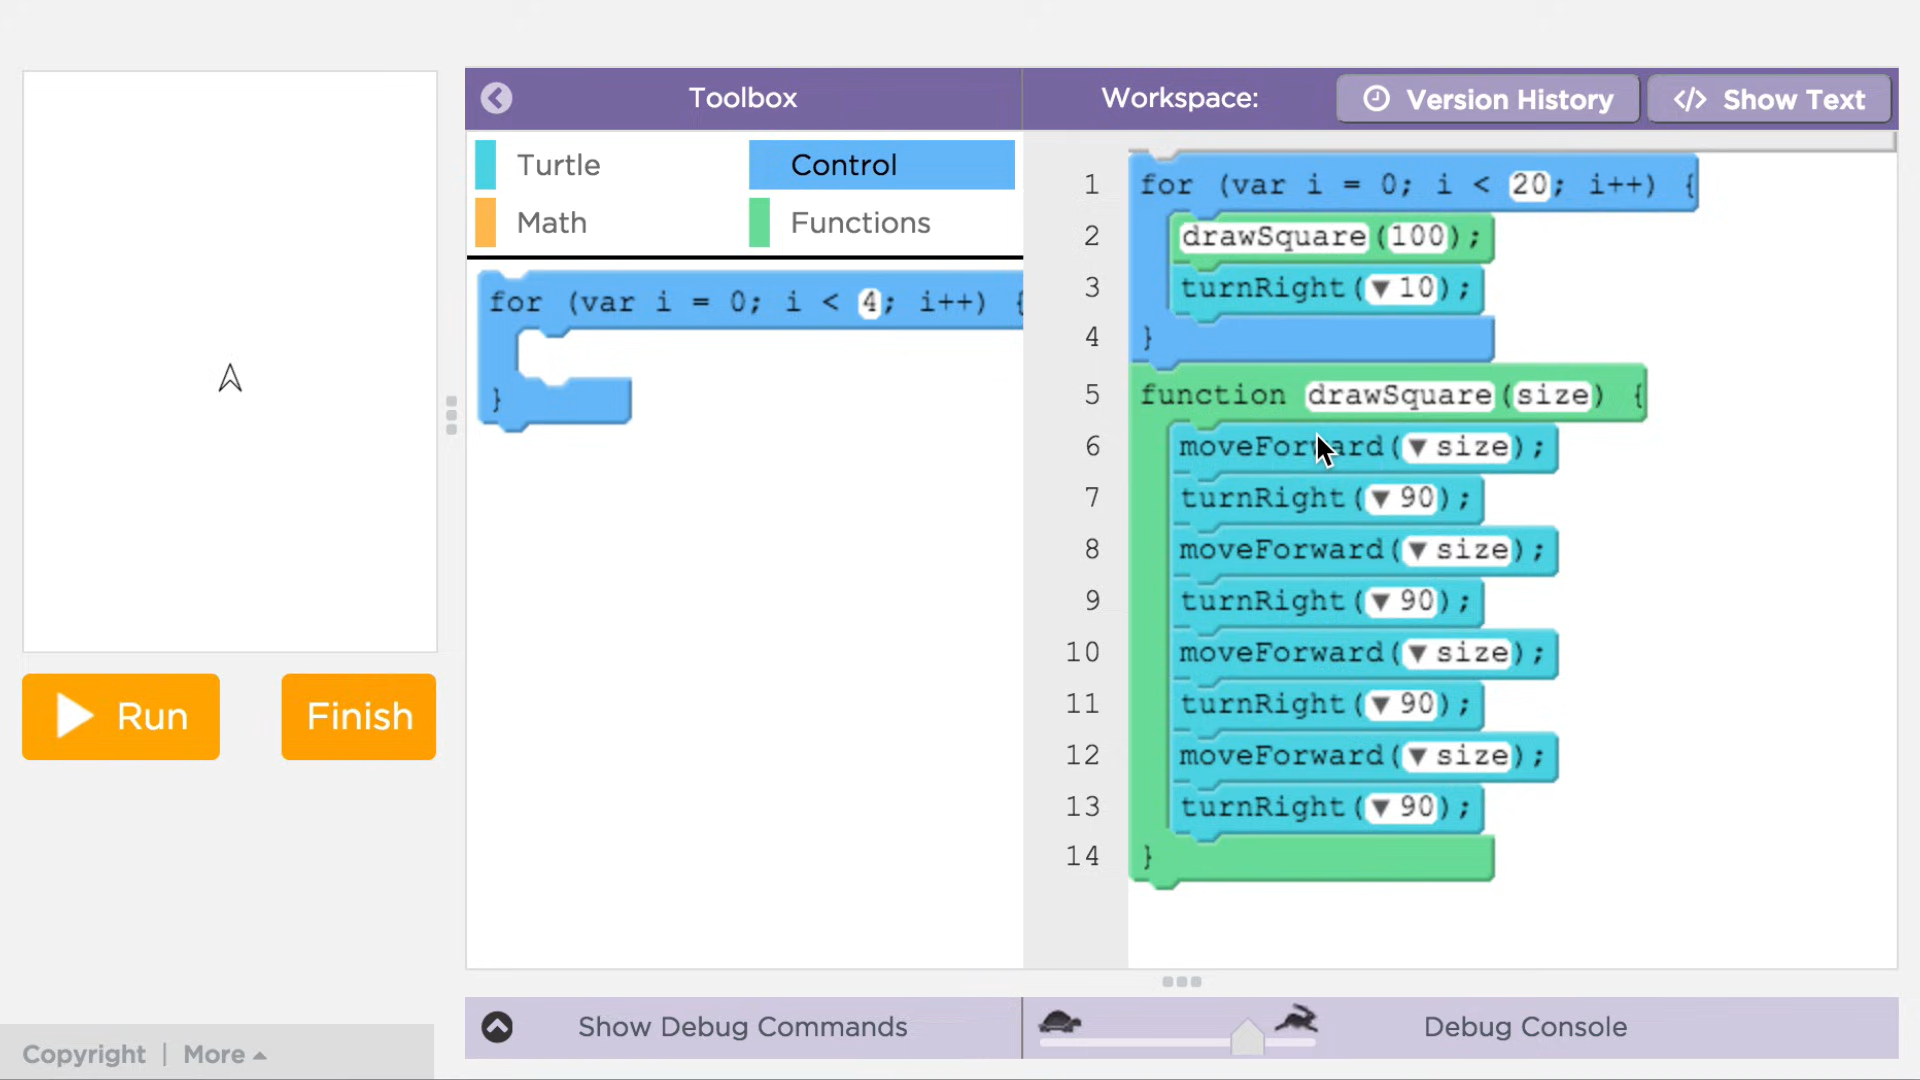 Toolbox
Workspace:
Version History
</> Show Text
Turtle
Control
Math
Functions
for (var i = 0; i < 4; i++) {
}
1 for (var i = 0; i < 20; i++) {
2 drawSquare(100);
3 turnRight(▼ 10);
4 }
5 function drawSquare(size) {
6 moveForward(▼ size);
7 turnRight(▼ 90);
8 moveForward(▼ size);
9 turnRight(▼ 90);
10 moveForward(▼ size);
11 turnRight(▼ 90);
12 moveForward(▼ size);
13 turnRight(▼ 90);
14 }
Run
Finish
Show Debug Commands
Debug Console
Copyright | More